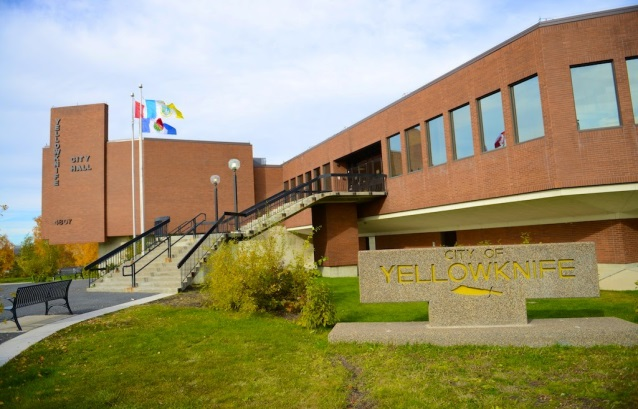 YELLOWKNIFE
CITY
HALL
4807
CITY OF
YELLOWKNIFE